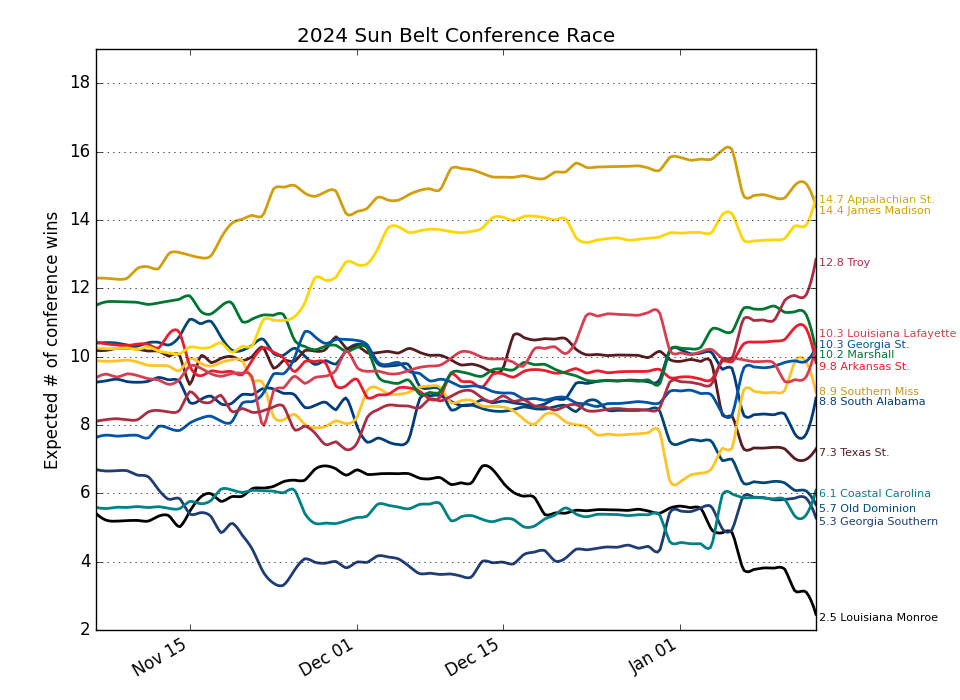 2024 Sun Belt Conference Race
Expected # of conference wins
18
16
14
12
10
8
6
4
2
Nov 15
Dec 01
Dec 15
Jan 01
14.7 Appalachian St.
14.4 James Madison
12.8 Troy
10.3 Louisiana Lafayette
10.3 Georgia St.
10.2 Marshall
9.8 Arkansas St.
8.9 Southern Miss
8.8 South Alabama
7.3 Texas St.
6.1 Coastal Carolina
5.7 Old Dominion
5.3 Georgia Southern
2.5 Louisiana Monroe